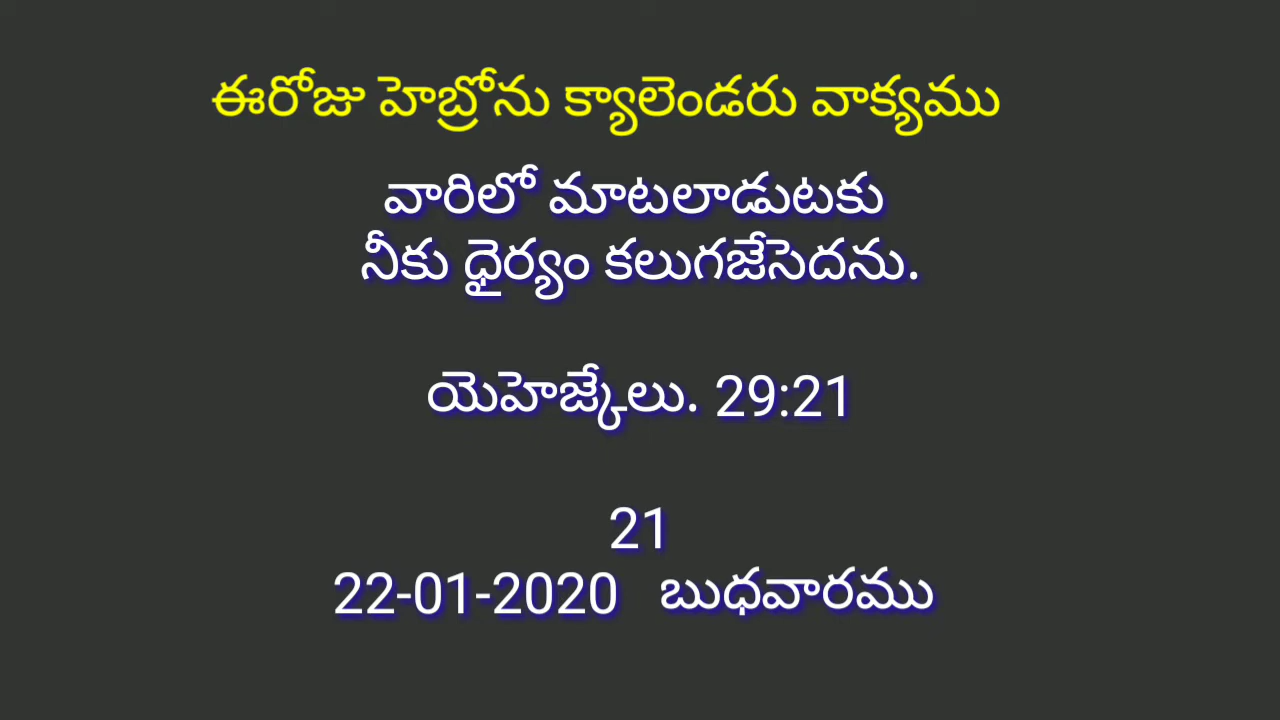 ఈరోజు హెబ్రోను క్యాలెండరు వాక్యము
వారిలో మాటలాడుటకు
నీకు ధైర్యం కలుగజేసెదను.
యెహెజ్కేలు. 29:21
21
22-01-2020 బుధవారము